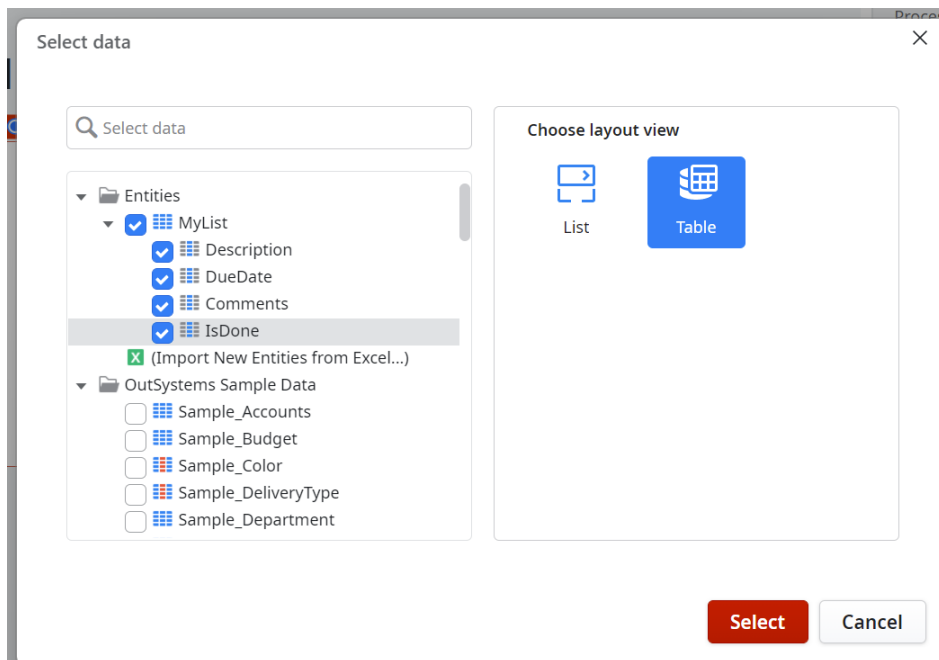 Select data
Select data
Entities
MyList
Description
DueDate
Comments
IsDone
X (Import New Entities from Excel...)
OutSystems Sample Data
Sample_Accounts
Sample_Budget
Sample_Color
Sample_DeliveryType
Sample_Department
Choose layout view
List
Table
Select
Cancel